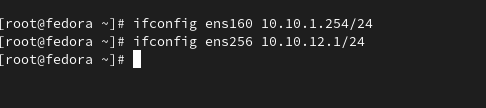 [root@fedora ~]# ifconfig ens160 10.10.1.254/24
[root@fedora ~]# ifconfig ens256 10.10.12.1/24
[root@fedora ~]#